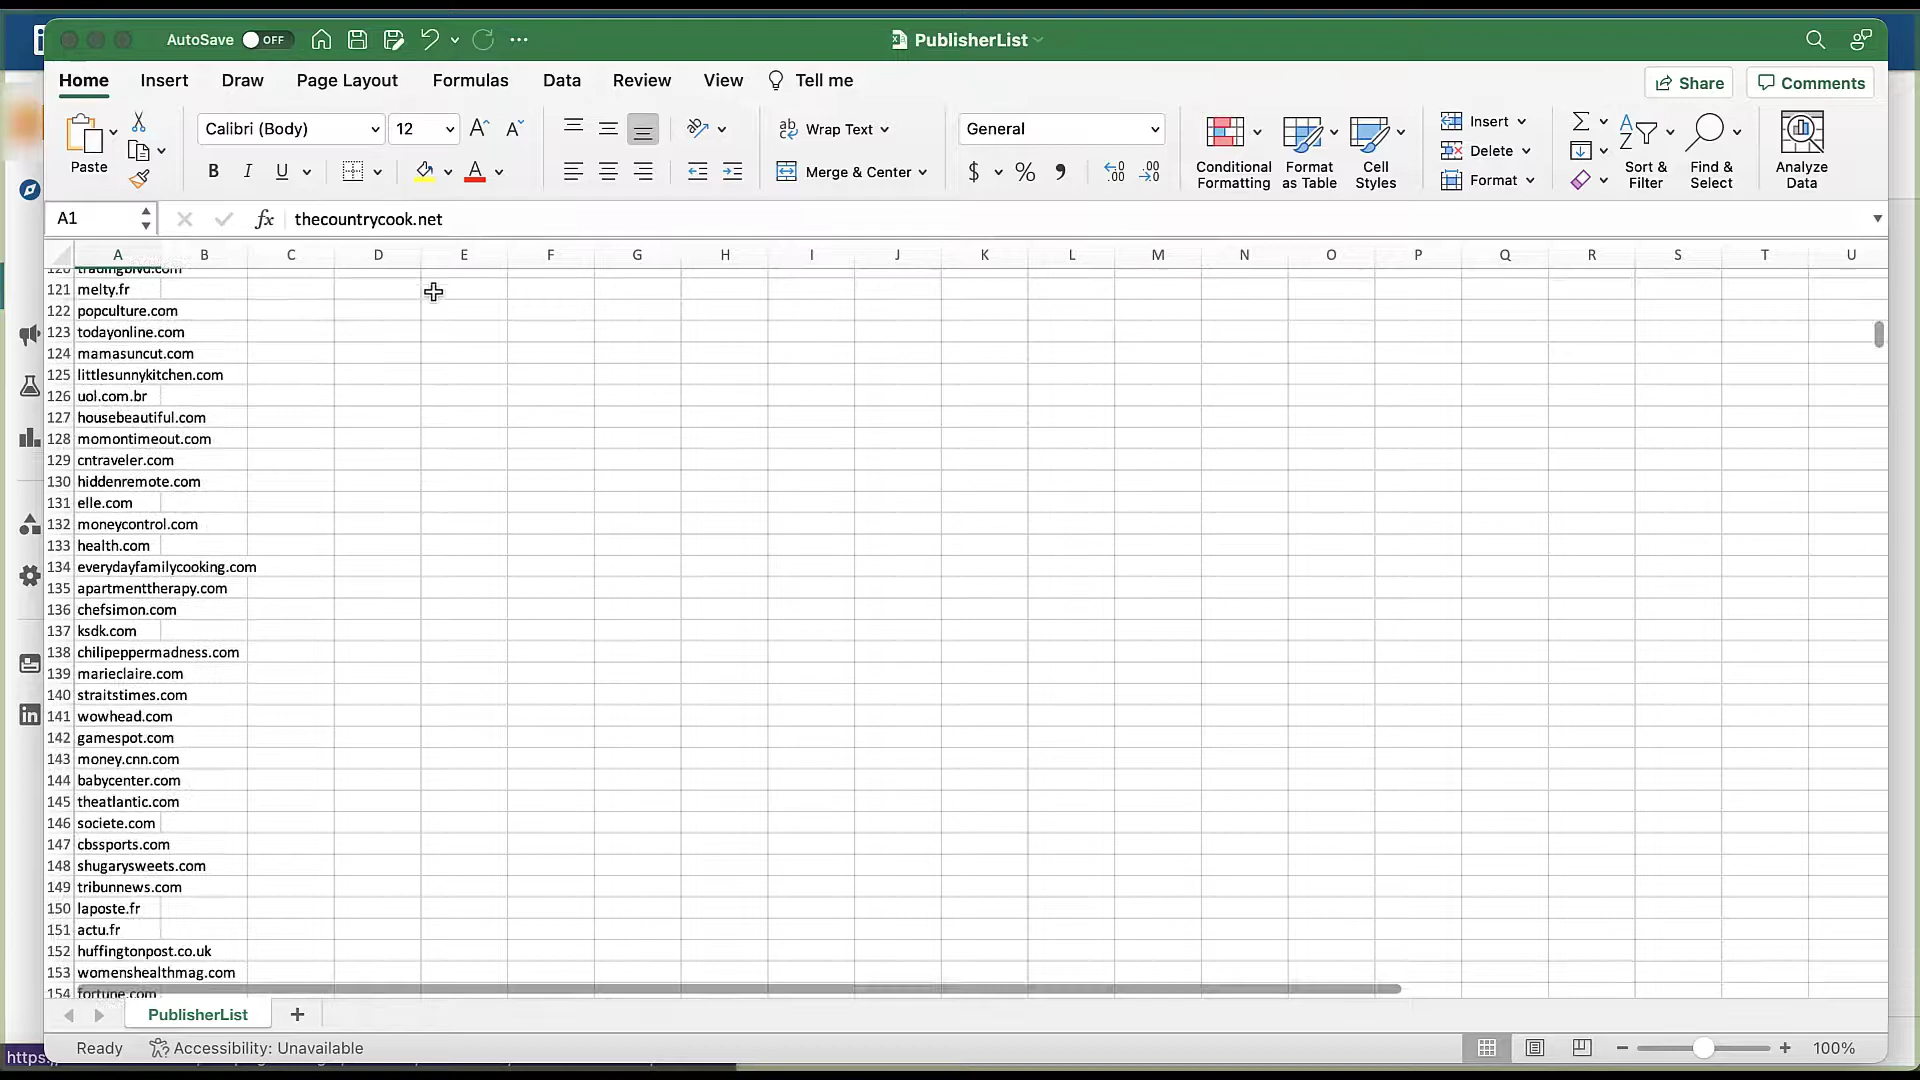 AutoSave OFF PublisherList
Home Insert Draw Page Layout Formulas Data Review View Tell me Share Comments
Calibri (Body) 12 Wrap Text General Insert
Paste Conditional Formatting Format as Table Cell Styles Delete Sort & Filter Find & Select Analyze Data
B I U A Merge & Center $ % Format
A1 fx thecountrycook.net
A B C D E F G H I J K L M N O P Q R S T U
120 tradingblvd.com
121 melty.fr
122 popculture.com
123 todayonline.com
124 mamasuncut.com
125 littlesunnykitchen.com
126 uol.com.br
127 housebeautiful.com
128 momontimeout.com
129 cntraveler.com
130 hiddenremote.com
131 elle.com
132 moneycontrol.com
133 health.com
134 everydayfamilycooking.com
135 apartmenttherapy.com
136 chefsimon.com
137 ksdk.com
138 chilipeppermadness.com
139 marieclaire.com
140 straitstimes.com
141 wowhead.com
142 gamespot.com
143 money.cnn.com
144 babycenter.com
145 theatlantic.com
146 societe.com
147 cbssports.com
148 shugarysweets.com
149 tribunnews.com
150 laposte.fr
151 actu.fr
152 huffingtonpost.co.uk
153 womenshealthmag.com
154 fortune.com
PublisherList +
Ready Accessibility: Unavailable 100%
https: